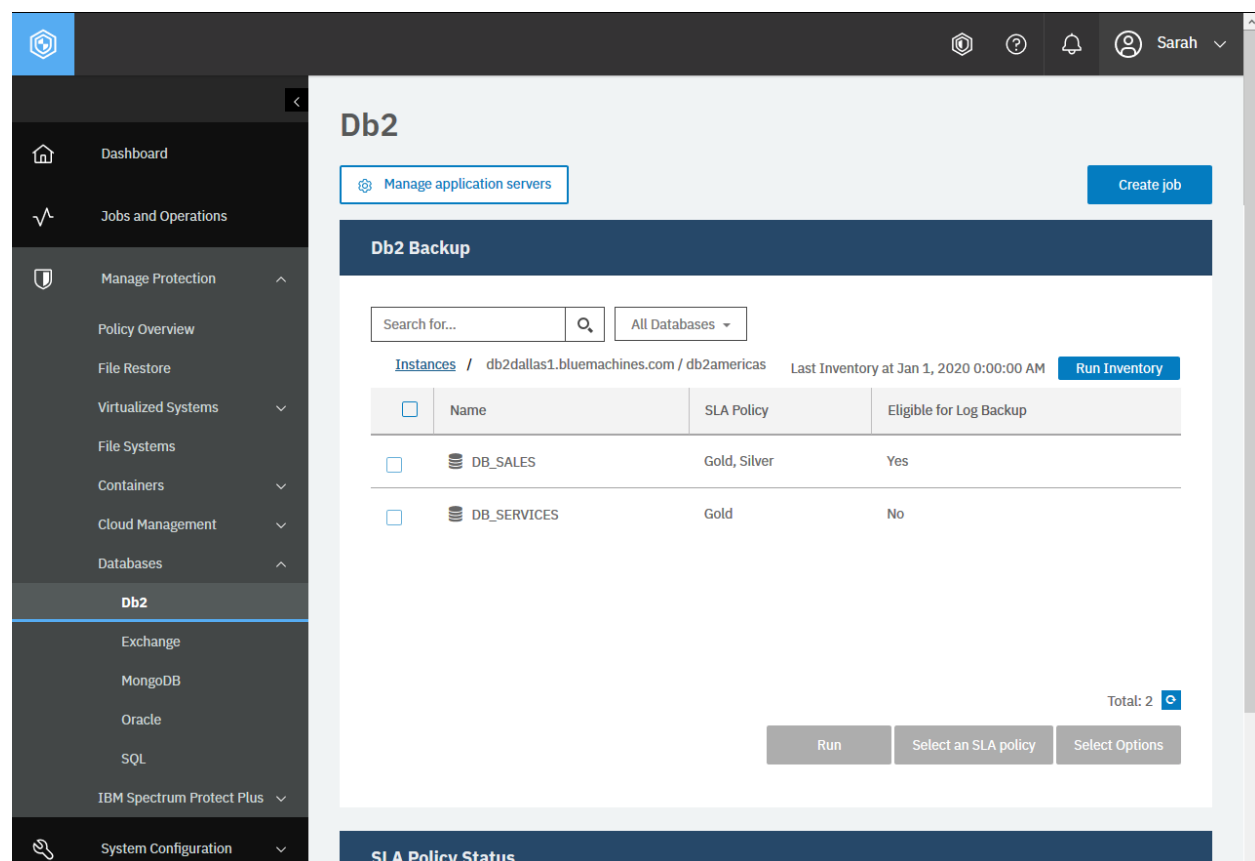 Sarah
Db2
Dashboard
Manage application servers
Create job
Jobs and Operations
Db2 Backup
Manage Protection
Search for...
All Databases
Policy Overview
Instances / db2dallas1.bluemachines.com / db2americas Last Inventory at Jan 1, 2020 0:00:00 AM Run Inventory
File Restore
Virtualized Systems
Name SLA Policy Eligible for Log Backup
File Systems
DB_SALES Gold, Silver Yes
Containers
DB_SERVICES Gold No
Cloud Management
Databases
Db2
Exchange
MongoDB
Oracle
Total: 2
SQL
Run Select an SLA policy Select Options
IBM Spectrum Protect Plus
System Configuration
SLA Policy Status